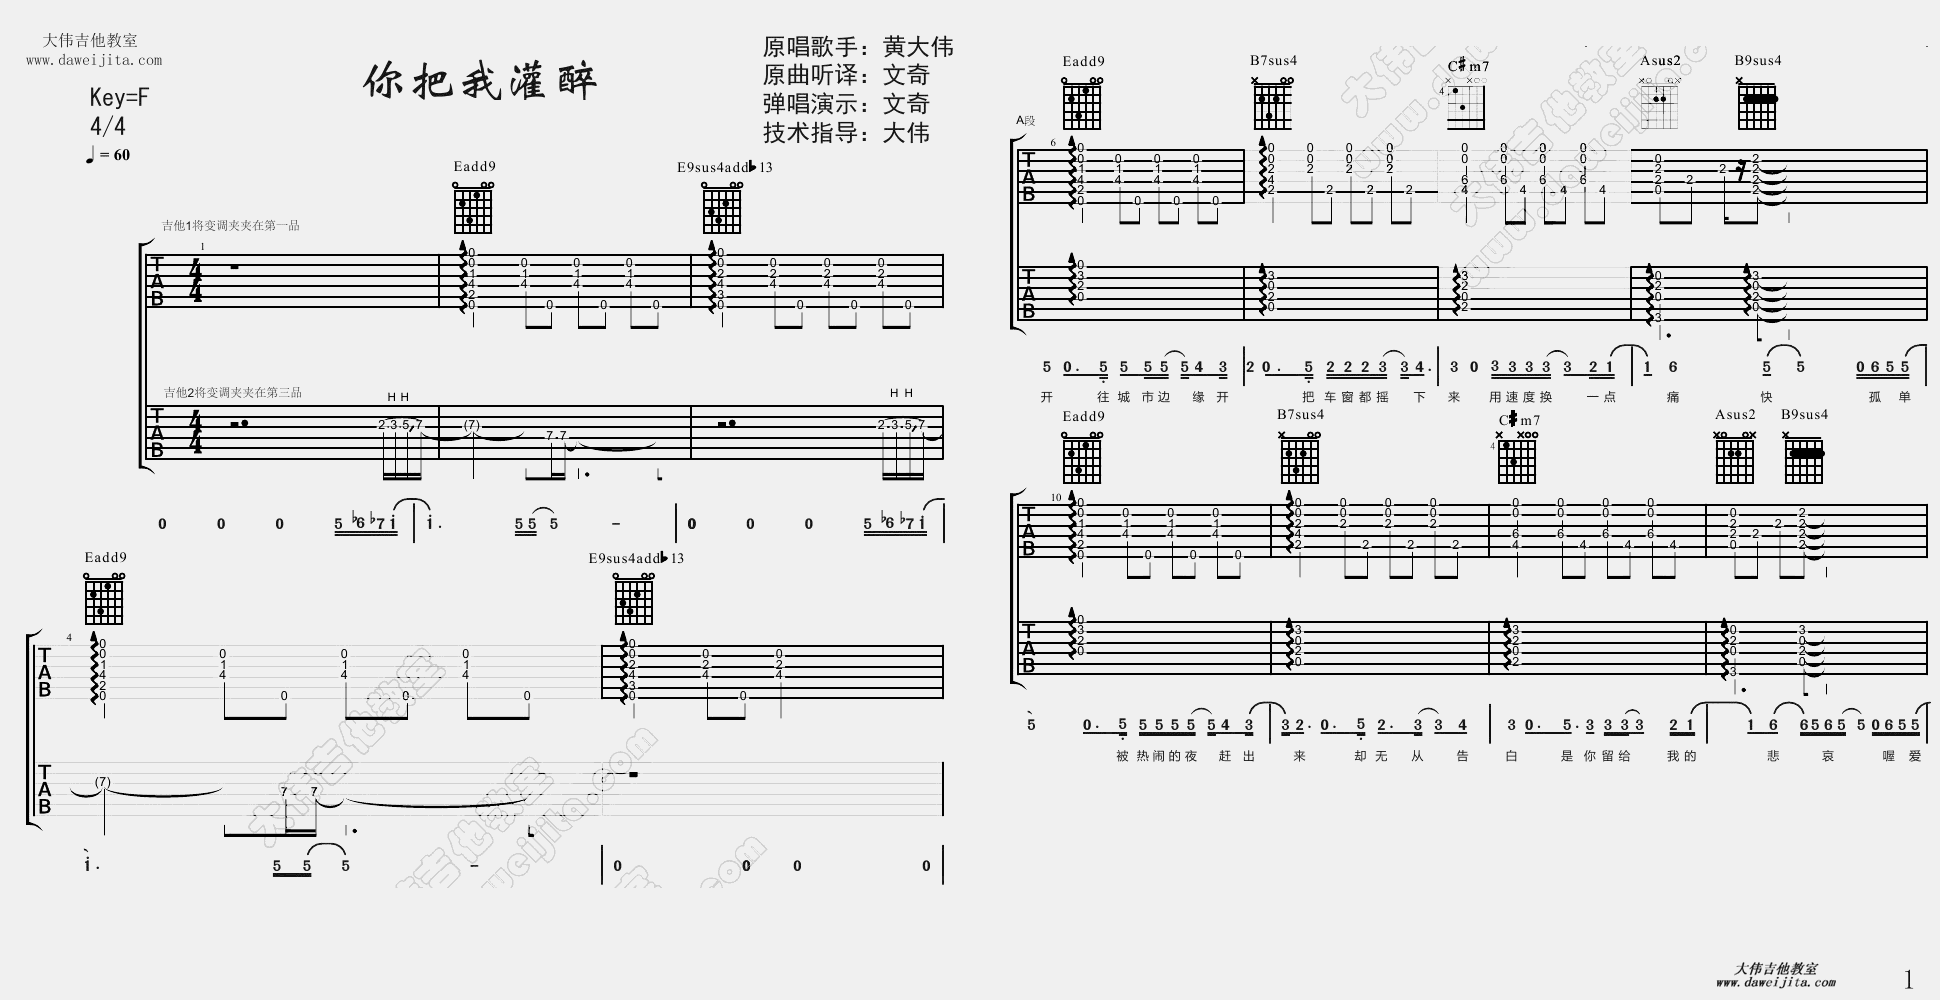 大伟吉他教室
www.daweijita.com
Key=F
4/4
= 60
你把我灌醉
原唱歌手：黄大伟
原曲听译：文奇
弹唱演示：文奇
技术指导：大伟
Eadd9 E9sus4add♭13
吉他1将变调夹夹在第一品
吉他2将变调夹夹在第三品
H H H H
0 0 0 5 ♭6 ♭7 i i. 5 5 5 - 0 0 0 5 ♭6 ♭7 i
Eadd9 E9sus4add♭13
4
i. 5 5 5 - 0 0 0 0
Eadd9 B7sus4 C#m7 Asus2 B9sus4
A段
6
5 0. 5 5 5 5 5 4 3 2 0. 5 2 2 2 3 3 4. 3 0 3 3 3 3 3 2 1 1 6 5 5 0 6 5 5
开 往 城 市 边 缘 开 把 车 窗 都 摇 下 来 用 速 度 换 一 点 痛 快 孤 单
Eadd9 B7sus4 C#m7 Asus2 B9sus4
10
5 0. 5 5 5 5 5 5 4 3 3 2. 0. 5 2. 3 3 4 3 0. 5. 3 3 3 3 2 1 1 6 6 5 6 5 5 0 6 5 5
被 热 闹 的 夜 赶 出 来 却 无 从 告 白 是 你 留 给 我 的 悲 哀 喔 爱
大伟吉他教室
www.daweijita.com
1